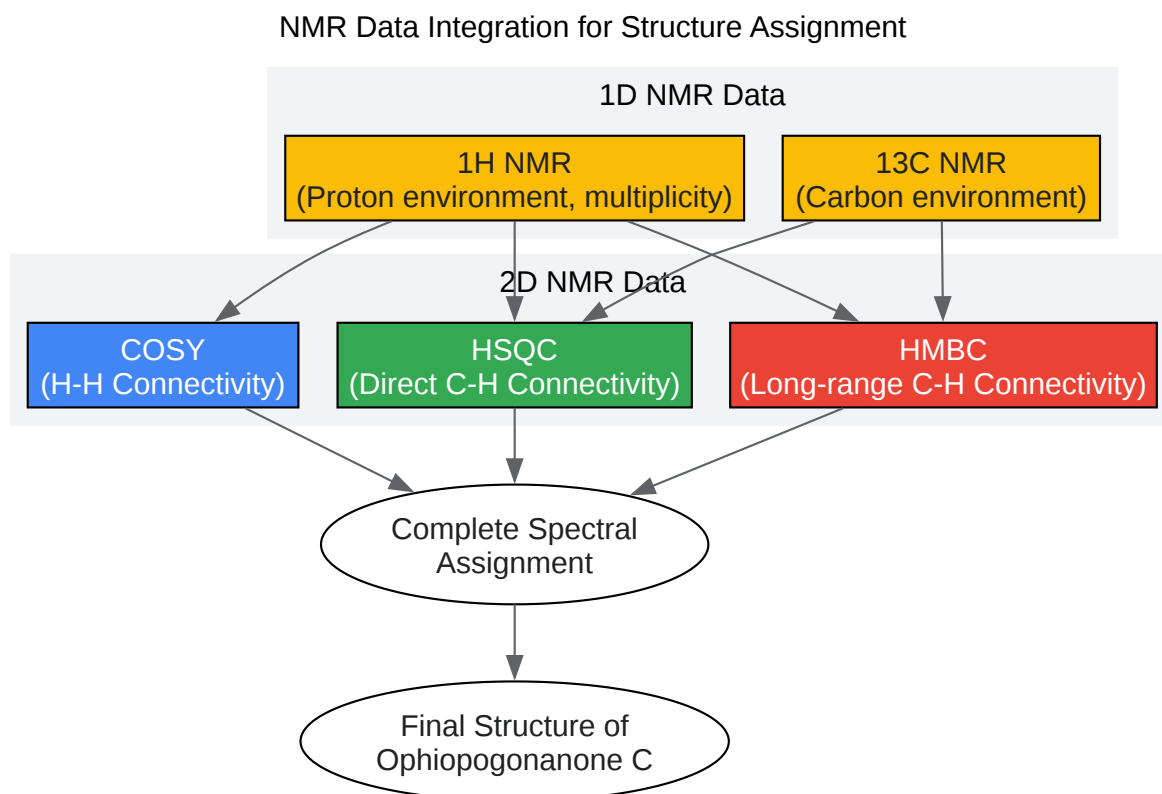 NMR Data Integration for Structure Assignment
1D NMR Data
1H NMR
(Proton environment, multiplicity)
13C NMR
(Carbon environment)
2D NMR Data
COSY
(H-H Connectivity)
HSQC
(Direct C-H Connectivity)
HMBC
(Long-range C-H Connectivity)
Complete Spectral
Assignment
Final Structure of
Ophiopogonanone C